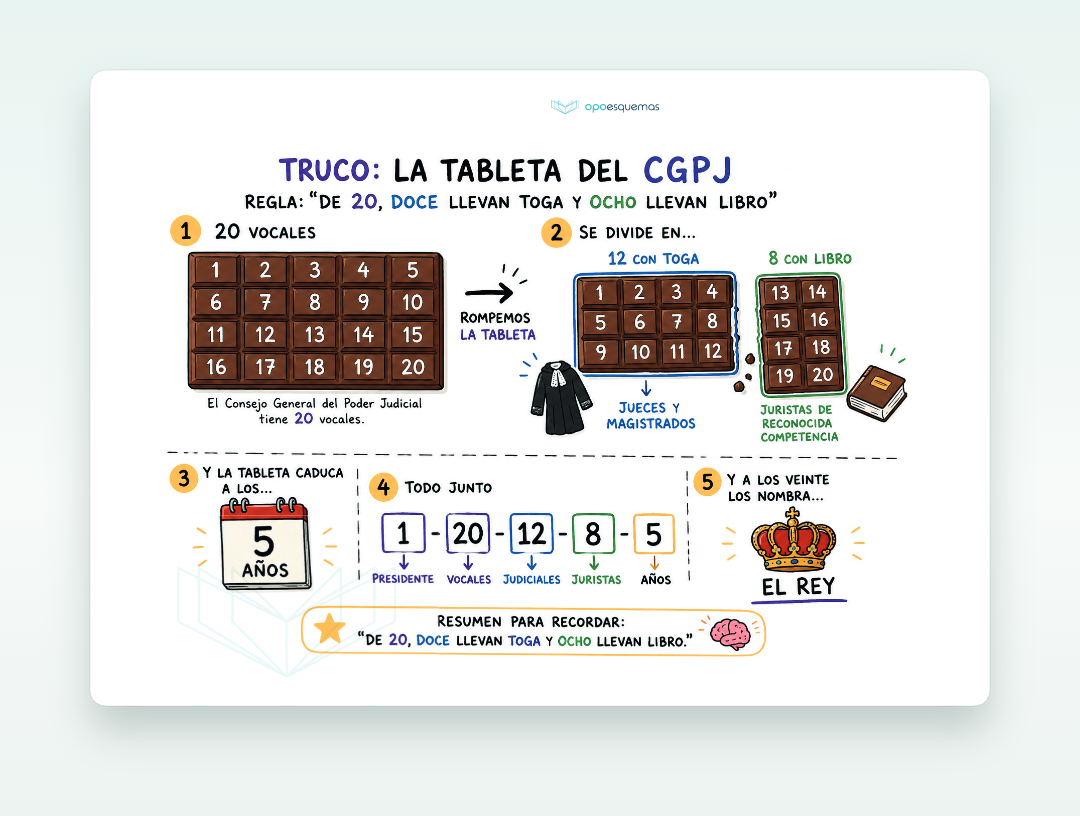 opoesquemas
TRUCO: LA TABLETA DEL CGPJ
REGLA: “DE 20, DOCE LLEVAN TOGA Y OCHO LLEVAN LIBRO”
1 20 VOCALES
1 2 3 4 5
6 7 8 9 10
11 12 13 14 15
16 17 18 19 20
El Consejo General del Poder Judicial
tiene 20 vocales.
ROMPEMOS
LA TABLETA
2 SE DIVIDE EN...
12 CON TOGA
1 2 3 4
5 6 7 8
9 10 11 12
JUECES Y
MAGISTRADOS
8 CON LIBRO
13 14
15 16
17 18
19 20
JURISTAS DE
RECONOCIDA
COMPETENCIA
3 Y LA TABLETA CADUCA
A LOS...
5
AÑOS
4 TODO JUNTO
1 - 20 - 12 - 8 - 5
PRESIDENTE VOCALES JUDICIALES JURISTAS AÑOS
5 Y A LOS VEINTE
LOS NOMBRA...
EL REY
RESUMEN PARA RECORDAR:
“DE 20, DOCE LLEVAN TOGA Y OCHO LLEVAN LIBRO.”